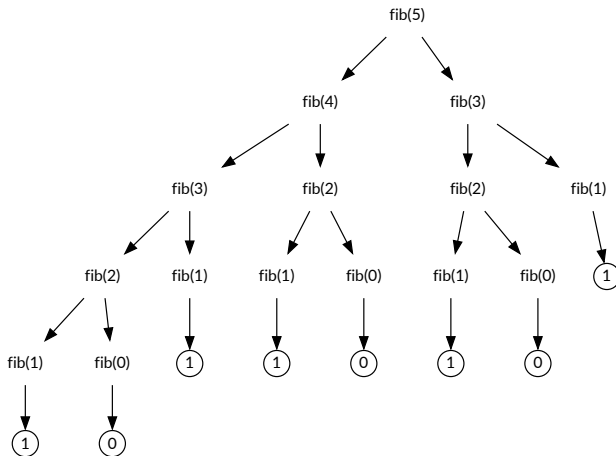 fib(5)
fib(4) fib(3)
fib(3) fib(2) fib(2) fib(1)
fib(2) fib(1) fib(1) fib(0) fib(1) fib(0) 1
fib(1) fib(0) 1 1 0 1 0
1 0